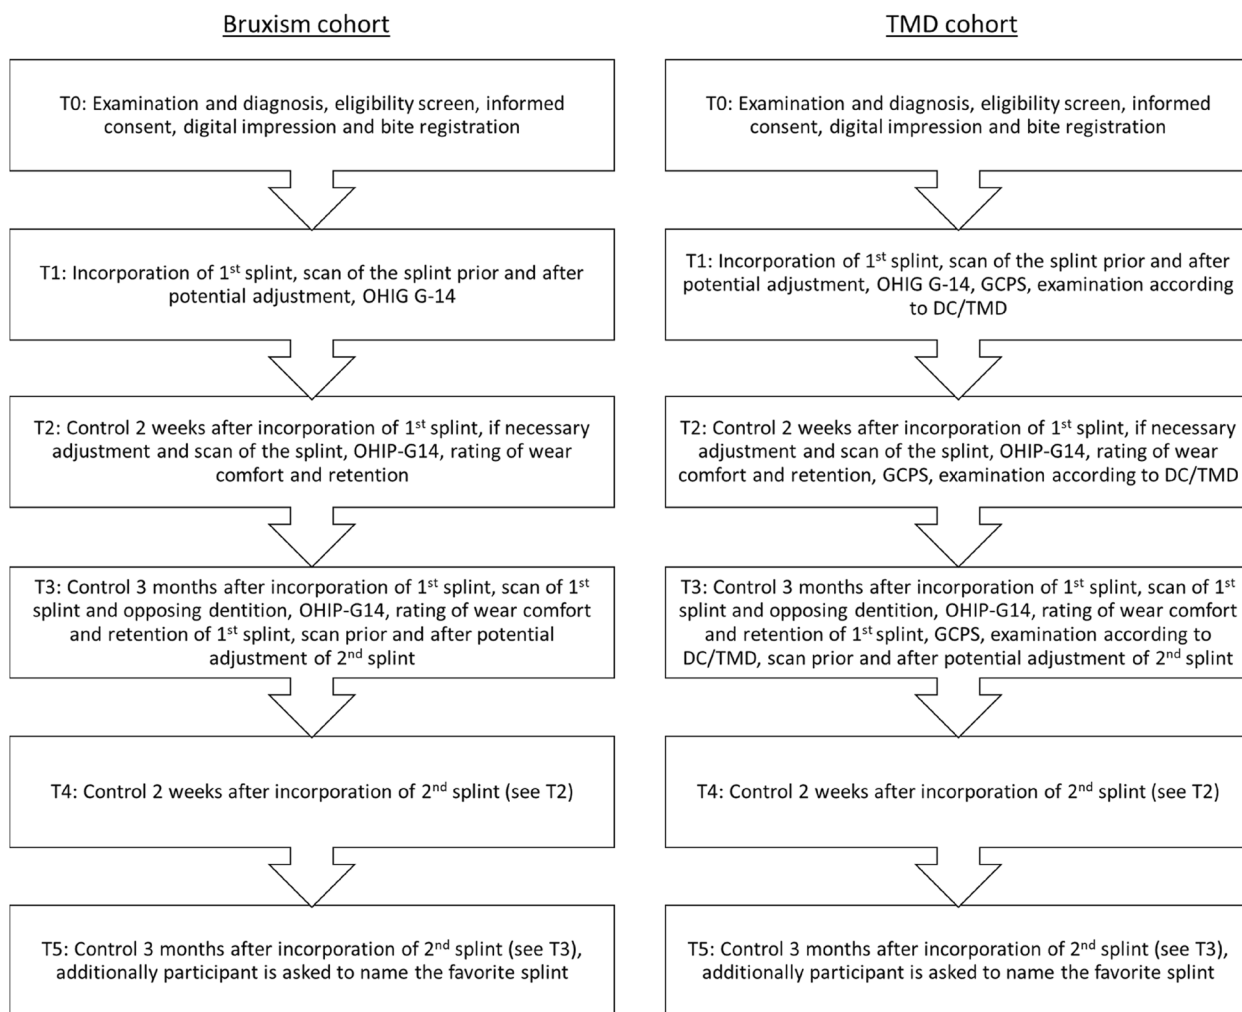 Bruxism cohort
T0: Examination and diagnosis, eligibility screen, informed
consent, digital impression and bite registration
T1: Incorporation of 1st splint, scan of the splint prior and after
potential adjustment, OHIG G-14
T2: Control 2 weeks after incorporation of 1st splint, if necessary
adjustment and scan of the splint, OHIP-G14, rating of wear
comfort and retention
T3: Control 3 months after incorporation of 1st splint, scan of 1st
splint and opposing dentition, OHIP-G14, rating of wear comfort
and retention of 1st splint, scan prior and after potential
adjustment of 2nd splint
T4: Control 2 weeks after incorporation of 2nd splint (see T2)
T5: Control 3 months after incorporation of 2nd splint (see T3),
additionally participant is asked to name the favorite splint
TMD cohort
T0: Examination and diagnosis, eligibility screen, informed
consent, digital impression and bite registration
T1: Incorporation of 1st splint, scan of the splint prior and after
potential adjustment, OHIG G-14, GCPS, examination according
to DC/TMD
T2: Control 2 weeks after incorporation of 1st splint, if necessary
adjustment and scan of the splint, OHIP-G14, rating of wear
comfort and retention, GCPS, examination according to DC/TMD
T3: Control 3 months after incorporation of 1st splint, scan of 1st
splint and opposing dentition, OHIP-G14, rating of wear comfort
and retention of 1st splint, GCPS, examination according to
DC/TMD, scan prior and after potential adjustment of 2nd splint
T4: Control 2 weeks after incorporation of 2nd splint (see T2)
T5: Control 3 months after incorporation of 2nd splint (see T3),
additionally participant is asked to name the favorite splint